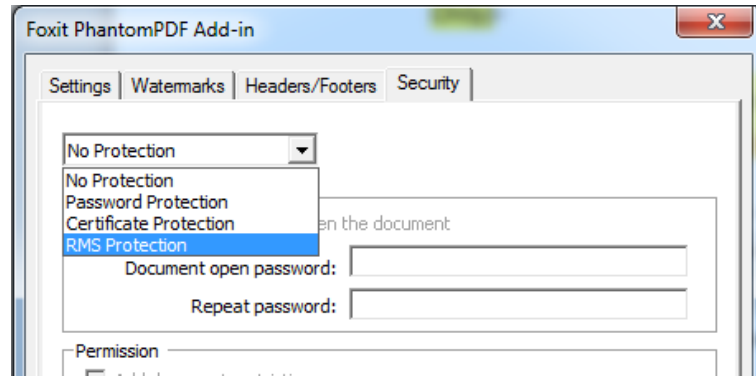 Foxit PhantomPDF Add-in
Settings Watermarks Headers/Footers Security
No Protection
No Protection
Password Protection
Certificate Protection
en the document
RMS Protection
Document open password:
Repeat password:
Permission